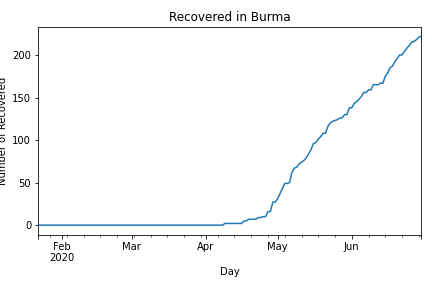 Recovered in Burma
Number of Recovered
200
150
100
50
0
Feb
2020
Mar
Apr
May
Jun
Day